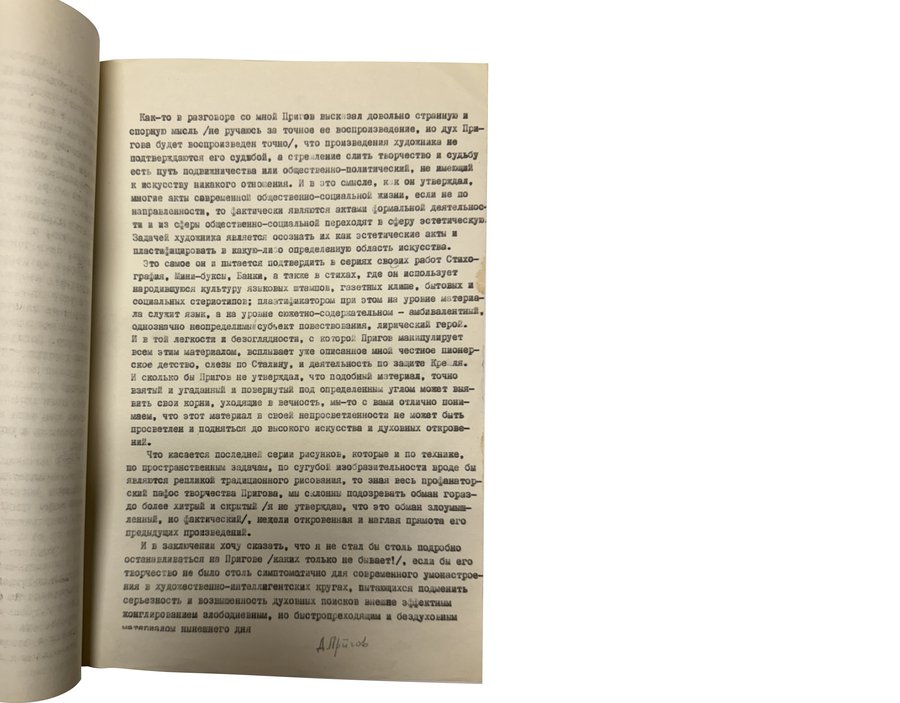 Как-то в разговоре со мной Пригов высказал довольно странную и
спорную мысль /не ручаюсь за точное ее воспроизведение, но дух При-
гова будет воспроизведен точно/, что произведения художника не
подтверждаются его судьбой, а стремление слить творчество и судьбу
есть путь подвижничества или общественно-политический, не имеющий
к искусству никакого отношения. И в это смысле, как он утверждал,
многие акты современной общественно-социальной жизни, если не по
направленности, то фактически являются актами формальной деятельнос-
ти и из сферы общественно-социальной переходят в сферу эстетическую.
Задачей художника является осознать их как эстетические акты и
пластифицировать в какую-либо определенную область искусства.
Это самое он и пытается подтвердить в сериях своих работ Стихо-
графия, Мини-буксы, Банки, а также в стихах, где он использует
народившуюся культуру языковых штампов, газетных клише, бытовых и
социальных стериотипов; пластификатором при этом на уровне материа-
ла служит язык, а на уровне сюжетно-содержательном - амбивалентный,
однозначно неопределимый субъект повествования, лирический герой.
И в той легкости и безоглядности, с которой Пригов манипулирует
всем этим материалом, всплывает уже описанное мной честное пионер-
ское детство, слезы по Сталину, и деятельность по защите Кремля.
И сколько бы Пригов не утверждал, что подобный материал, точно
взятый и угаданный и повернутый под определенным углом может выя-
вить свои корни, уходящие в вечность, мы-то с вами отлично пони-
маем, что этот материал в своей непросветленности не может быть
просветлен и подняться до высокого искусства и духовных открове-
ний.
Что касается последней серии рисунков, которые и по технике,
по пространственным задачам, по сугубой изобразительности вроде бы
являются репликой традиционного рисования, то зная весь профанатор-
ский пафос творчества Пригова, мы склонны подозревать обман гораз-
до более хитрый и скрытый /я не утверждаю, что это обман злоумыш-
ленный, но фактический/, нежели откровенная и наглая прямота его
предыдущих произведений.
И в заключении хочу сказать, что я не стал бы столь подробно
останавливаться на Пригове /каких только не бывает!/, если бы его
творчество не было столь симптоматично для современного умонастрое-
ния в художественно-интеллигентских кругах, пытающихся подменить
серьезность и возвышенность духовных поисков внешне эффектным
жонглированием злободневным, но быстропреходящим и бездуховным
материалом нынешнего дня
Д.Пригов